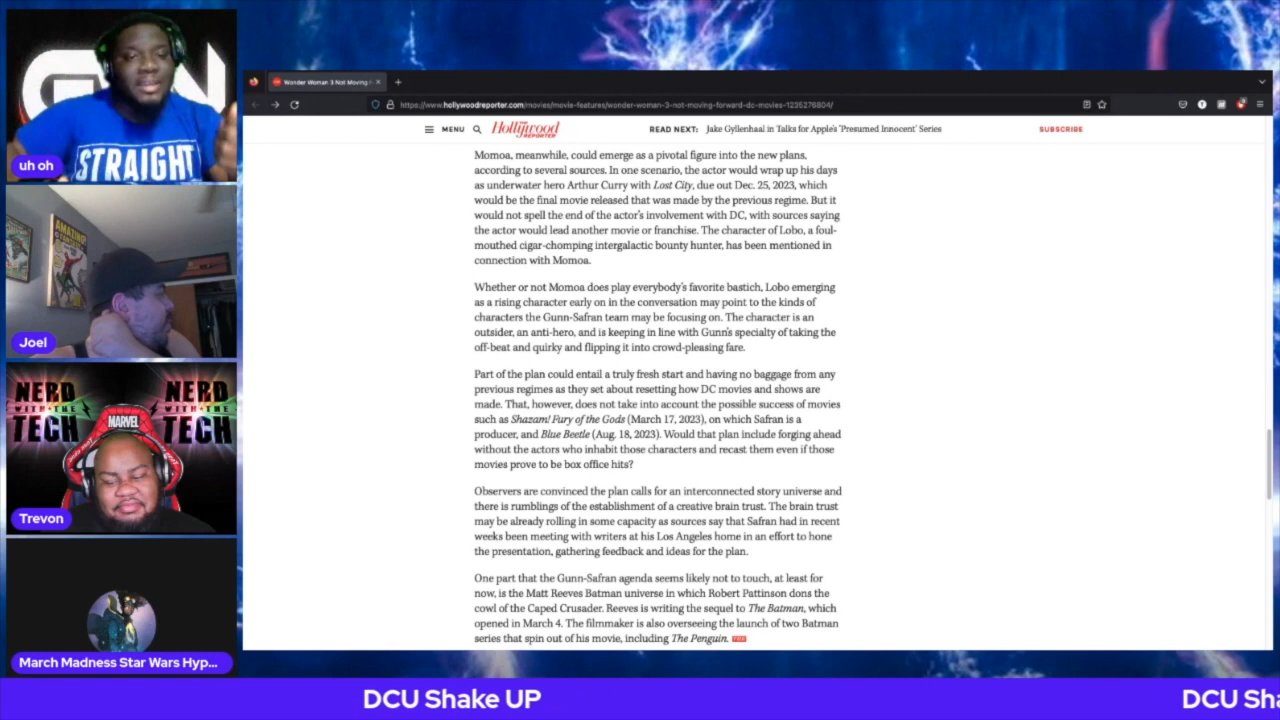 STRAIGHT
uh oh
AMAZING
Joel
NERD
WITH THE
TECH
NERD
WITH THE
TECH
MARVEL
Trevon
March Madness Star Wars Hyp...
Wonder Woman 3 Not Moving
https://www.hollywoodreporter.com/movies/movie-features/wonder-woman-3-not-moving-forward-dc-movies-1235276804/
MENU
Hollywood
REPORTER
READ NEXT: Jake Gyllenhaal in Talks for Apple's 'Presumed Innocent' Series
SUBSCRIBE
Momoa, meanwhile, could emerge as a pivotal figure into the new plans,
according to several sources. In one scenario, the actor would wrap up his days
as underwater hero Arthur Curry with Lost City, due out Dec. 25, 2023, which
would be the final movie released that was made by the previous regime. But it
would not spell the end of the actor's involvement with DC, with sources saying
the actor would lead another movie or franchise. The character of Lobo, a foul-
mouthed cigar-chomping intergalactic bounty hunter, has been mentioned in
connection with Momoa.
Whether or not Momoa does play everybody's favorite bastich, Lobo emerging
as a rising character early on in the conversation may point to the kinds of
characters the Gunn-Safran team may be focusing on. The character is an
outsider, an anti-hero, and is keeping in line with Gunn's specialty of taking the
off-beat and quirky and flipping it into crowd-pleasing fare.
Part of the plan could entail a truly fresh start and having no baggage from any
previous regimes as they set about resetting how DC movies and shows are
made. That, however, does not take into account the possible success of movies
such as Shazam! Fury of the Gods (March 17, 2023), on which Safran is a
producer, and Blue Beetle (Aug. 18, 2023). Would that plan include forging ahead
without the actors who inhabit those characters and recast them even if those
movies prove to be box office hits?
Observers are convinced the plan calls for an interconnected story universe and
there is rumblings of the establishment of a creative brain trust. The brain trust
may be already rolling in some capacity as sources say that Safran had in recent
weeks been meeting with writers at his Los Angeles home in an effort to hone
the presentation, gathering feedback and ideas for the plan.
One part that the Gunn-Safran agenda seems likely not to touch, at least for
now, is the Matt Reeves Batman universe in which Robert Pattinson dons the
cowl of the Caped Crusader. Reeves is writing the sequel to The Batman, which
opened in March 4. The filmmaker is also overseeing the launch of two Batman
series that spin out of his movie, including The Penguin. THR
DCU Shake UP
DCU Sha